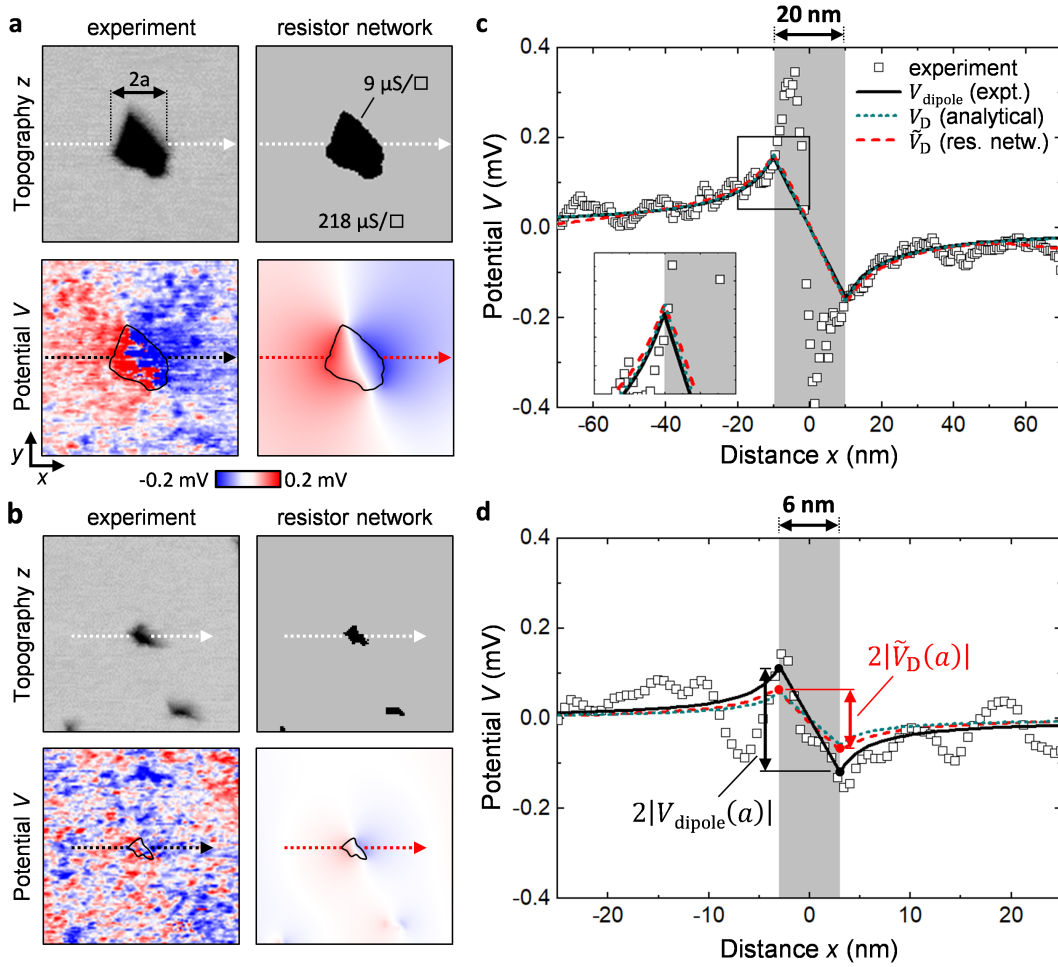 a
experiment
resistor network
Topography z
2a
9 µS/□
218 µS/□
Potential V
y
x
-0.2 mV
0.2 mV
b
experiment
resistor network
Topography z
Potential V
c
20 nm
0.4
0.2
0.0
-0.2
-0.4
Potential V (mV)
experiment
V_dipole (expt.)
V_D (analytical)
Ṽ_D (res. netw.)
-60
-40
-20
0
20
40
60
Distance x (nm)
d
6 nm
0.4
0.2
0.0
-0.2
-0.4
Potential V (mV)
2|Ṽ_D(a)|
2|V_dipole(a)|
-20
-10
0
10
20
Distance x (nm)